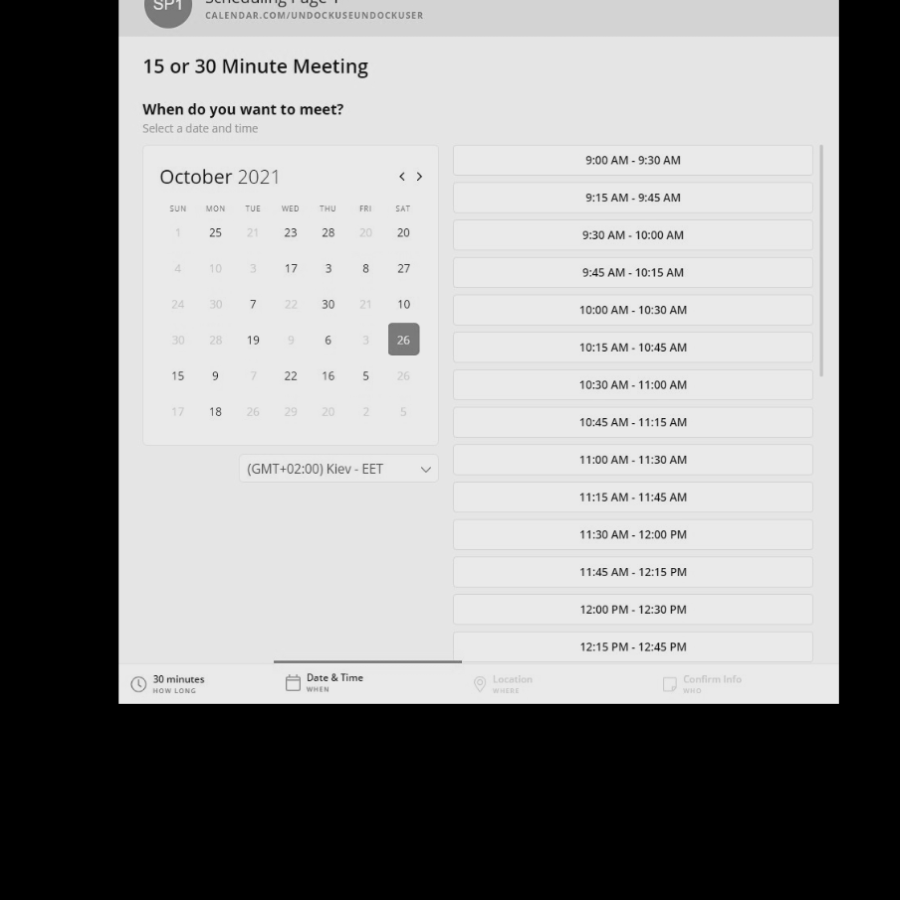 SP1
Scheduling Page 1
CALENDAR.COM/UNDOCKUSEUNDOCKUSER
15 or 30 Minute Meeting
When do you want to meet?
Select a date and time
October 2021
SUN MON TUE WED THU FRI SAT
1 25 21 23 28 20 20
4 10 3 17 3 8 27
24 30 7 22 30 21 10
30 28 19 9 6 3 26
15 9 7 22 16 5 26
17 18 26 29 20 2 5
(GMT+02:00) Kiev - EET
9:00 AM - 9:30 AM
9:15 AM - 9:45 AM
9:30 AM - 10:00 AM
9:45 AM - 10:15 AM
10:00 AM - 10:30 AM
10:15 AM - 10:45 AM
10:30 AM - 11:00 AM
10:45 AM - 11:15 AM
11:00 AM - 11:30 AM
11:15 AM - 11:45 AM
11:30 AM - 12:00 PM
11:45 AM - 12:15 PM
12:00 PM - 12:30 PM
12:15 PM - 12:45 PM
30 minutes
HOW LONG
Date & Time
WHEN
Location
WHERE
Confirm Info
WHO